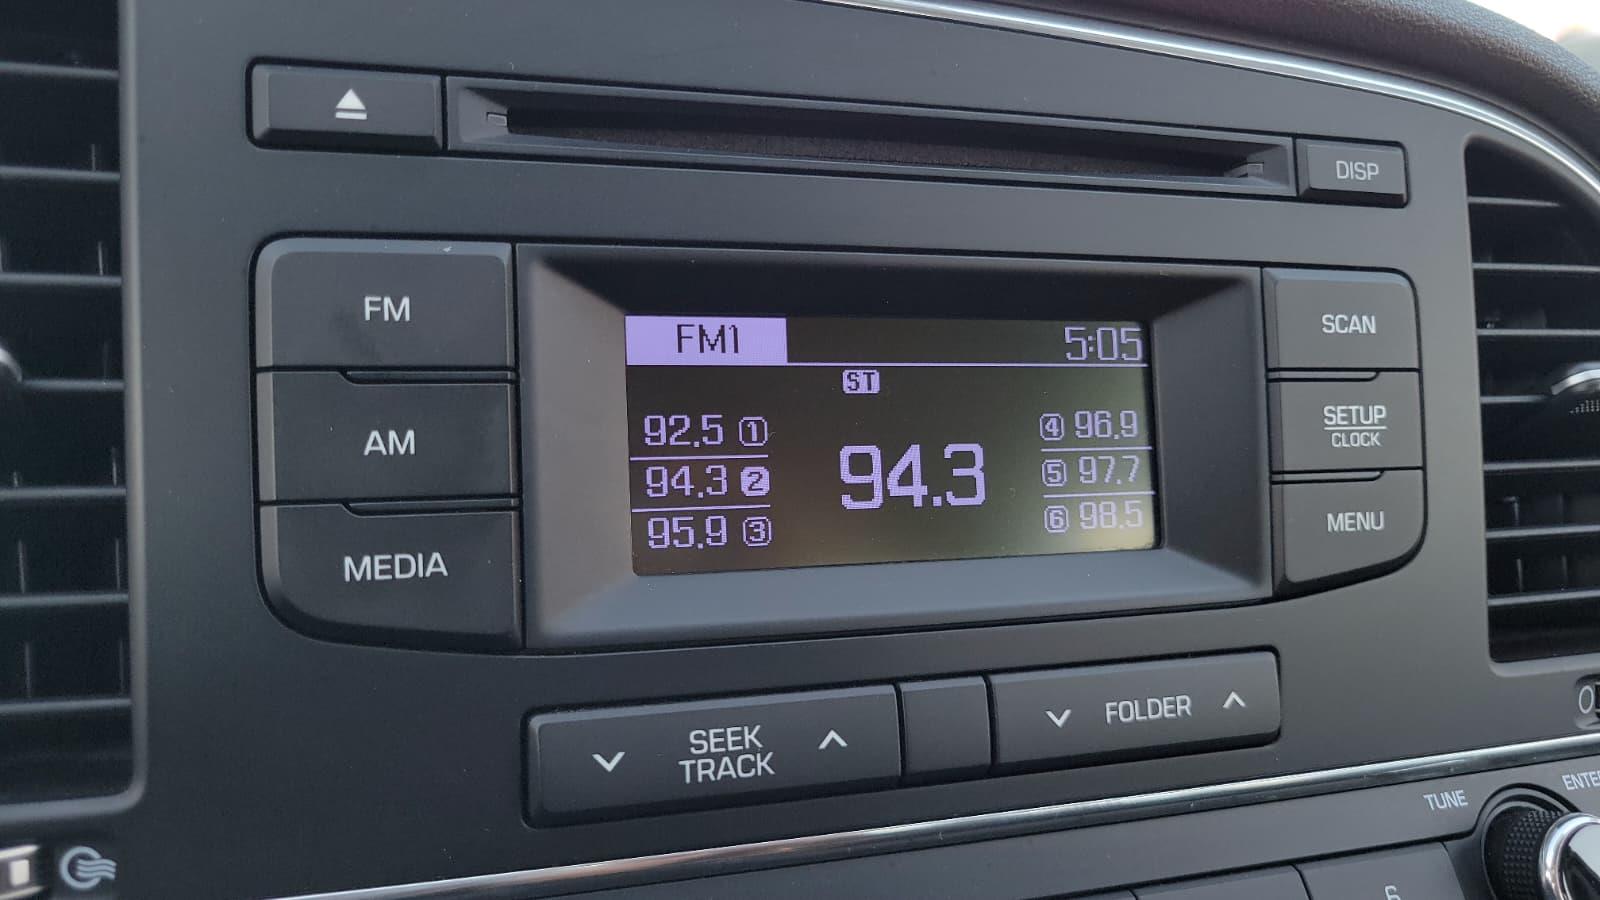 DISP
FM
AM
MEDIA
FM1 5:05
ST
92.5 1
94.3 2
95.9 3
94.3
4 96.9
5 97.7
6 98.5
SCAN
SETUP
CLOCK
MENU
SEEK
TRACK
FOLDER
TUNE
6